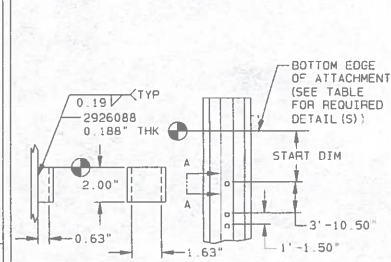 0.19 TYP
2926088
0.188" THK
BOTTOM EDGE
OF ATTACHMENT
(SEE TABLE
FOR REQUIRED
DETAIL(S))
START DIM
A
A
2.00"
3'-10.50"
0.63"
1.63"
1'-1.50"